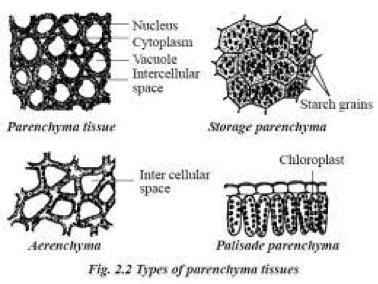 Nucleus
Cytoplasm
Vacuole
Intercellular
space
Starch grains
Parenchyma tissue
Storage parenchyma
Chloroplast
Inter cellular
space
Aerenchyma
Palisade parenchyma
Fig. 2.2 Types of parenchyma tissues